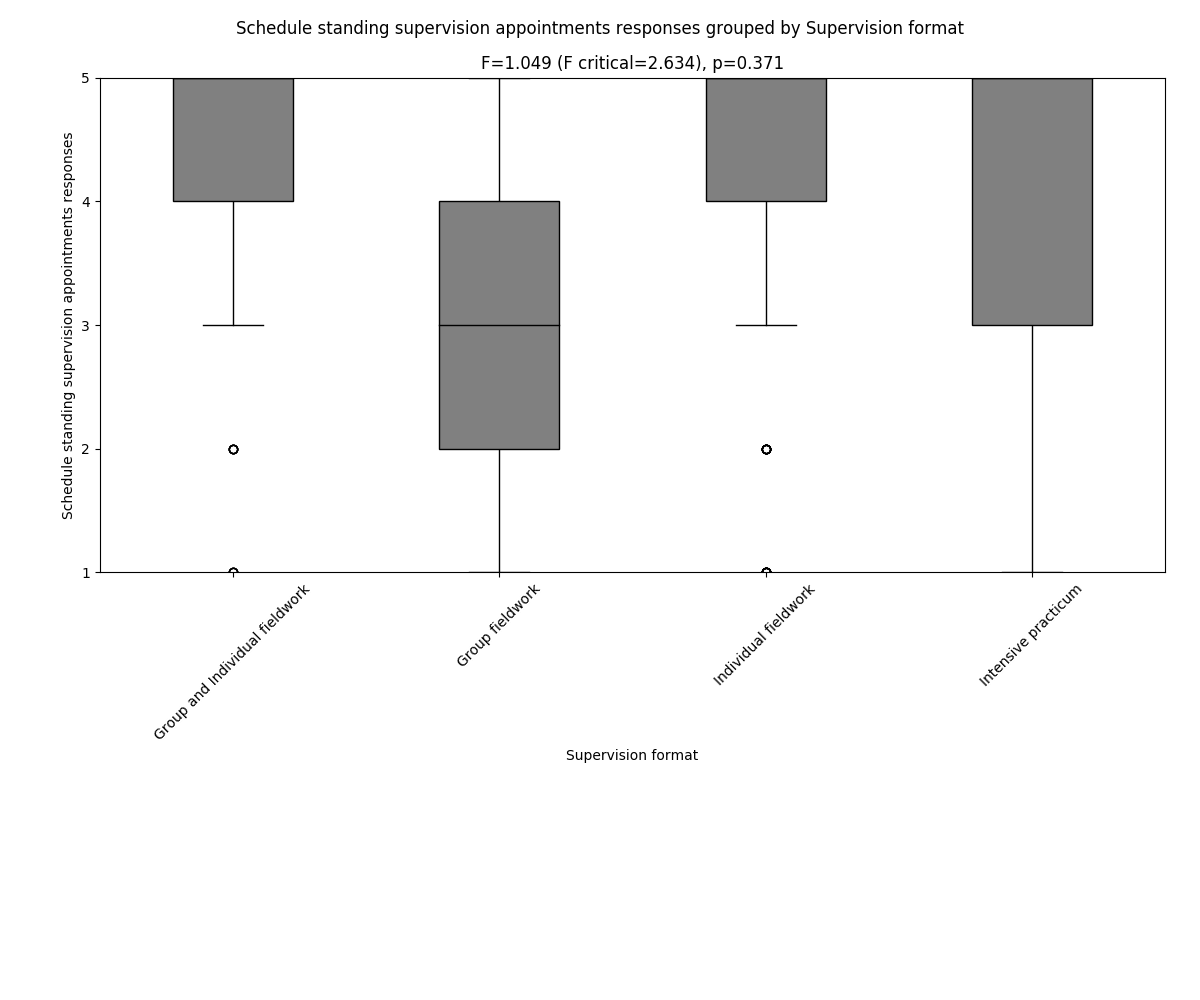 Schedule standing supervision appointments responses grouped by Supervision format
F=1.049 (F critical=2.634), p=0.371
Schedule standing supervision appointments responses
5
4
3
2
1
Group and Individual fieldwork
Group fieldwork
Individual fieldwork
Intensive practicum
Supervision format